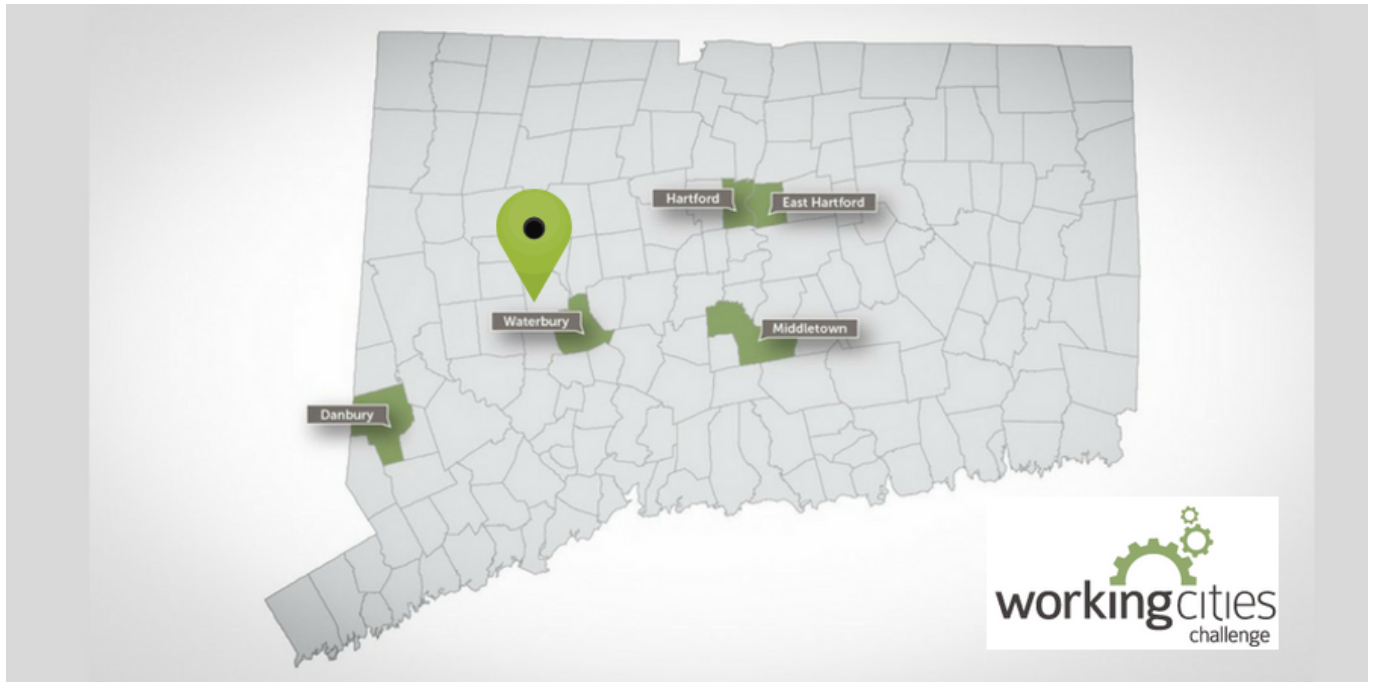 Hartford
East Hartford
Waterbury
Middletown
Danbury
workingcities
challenge